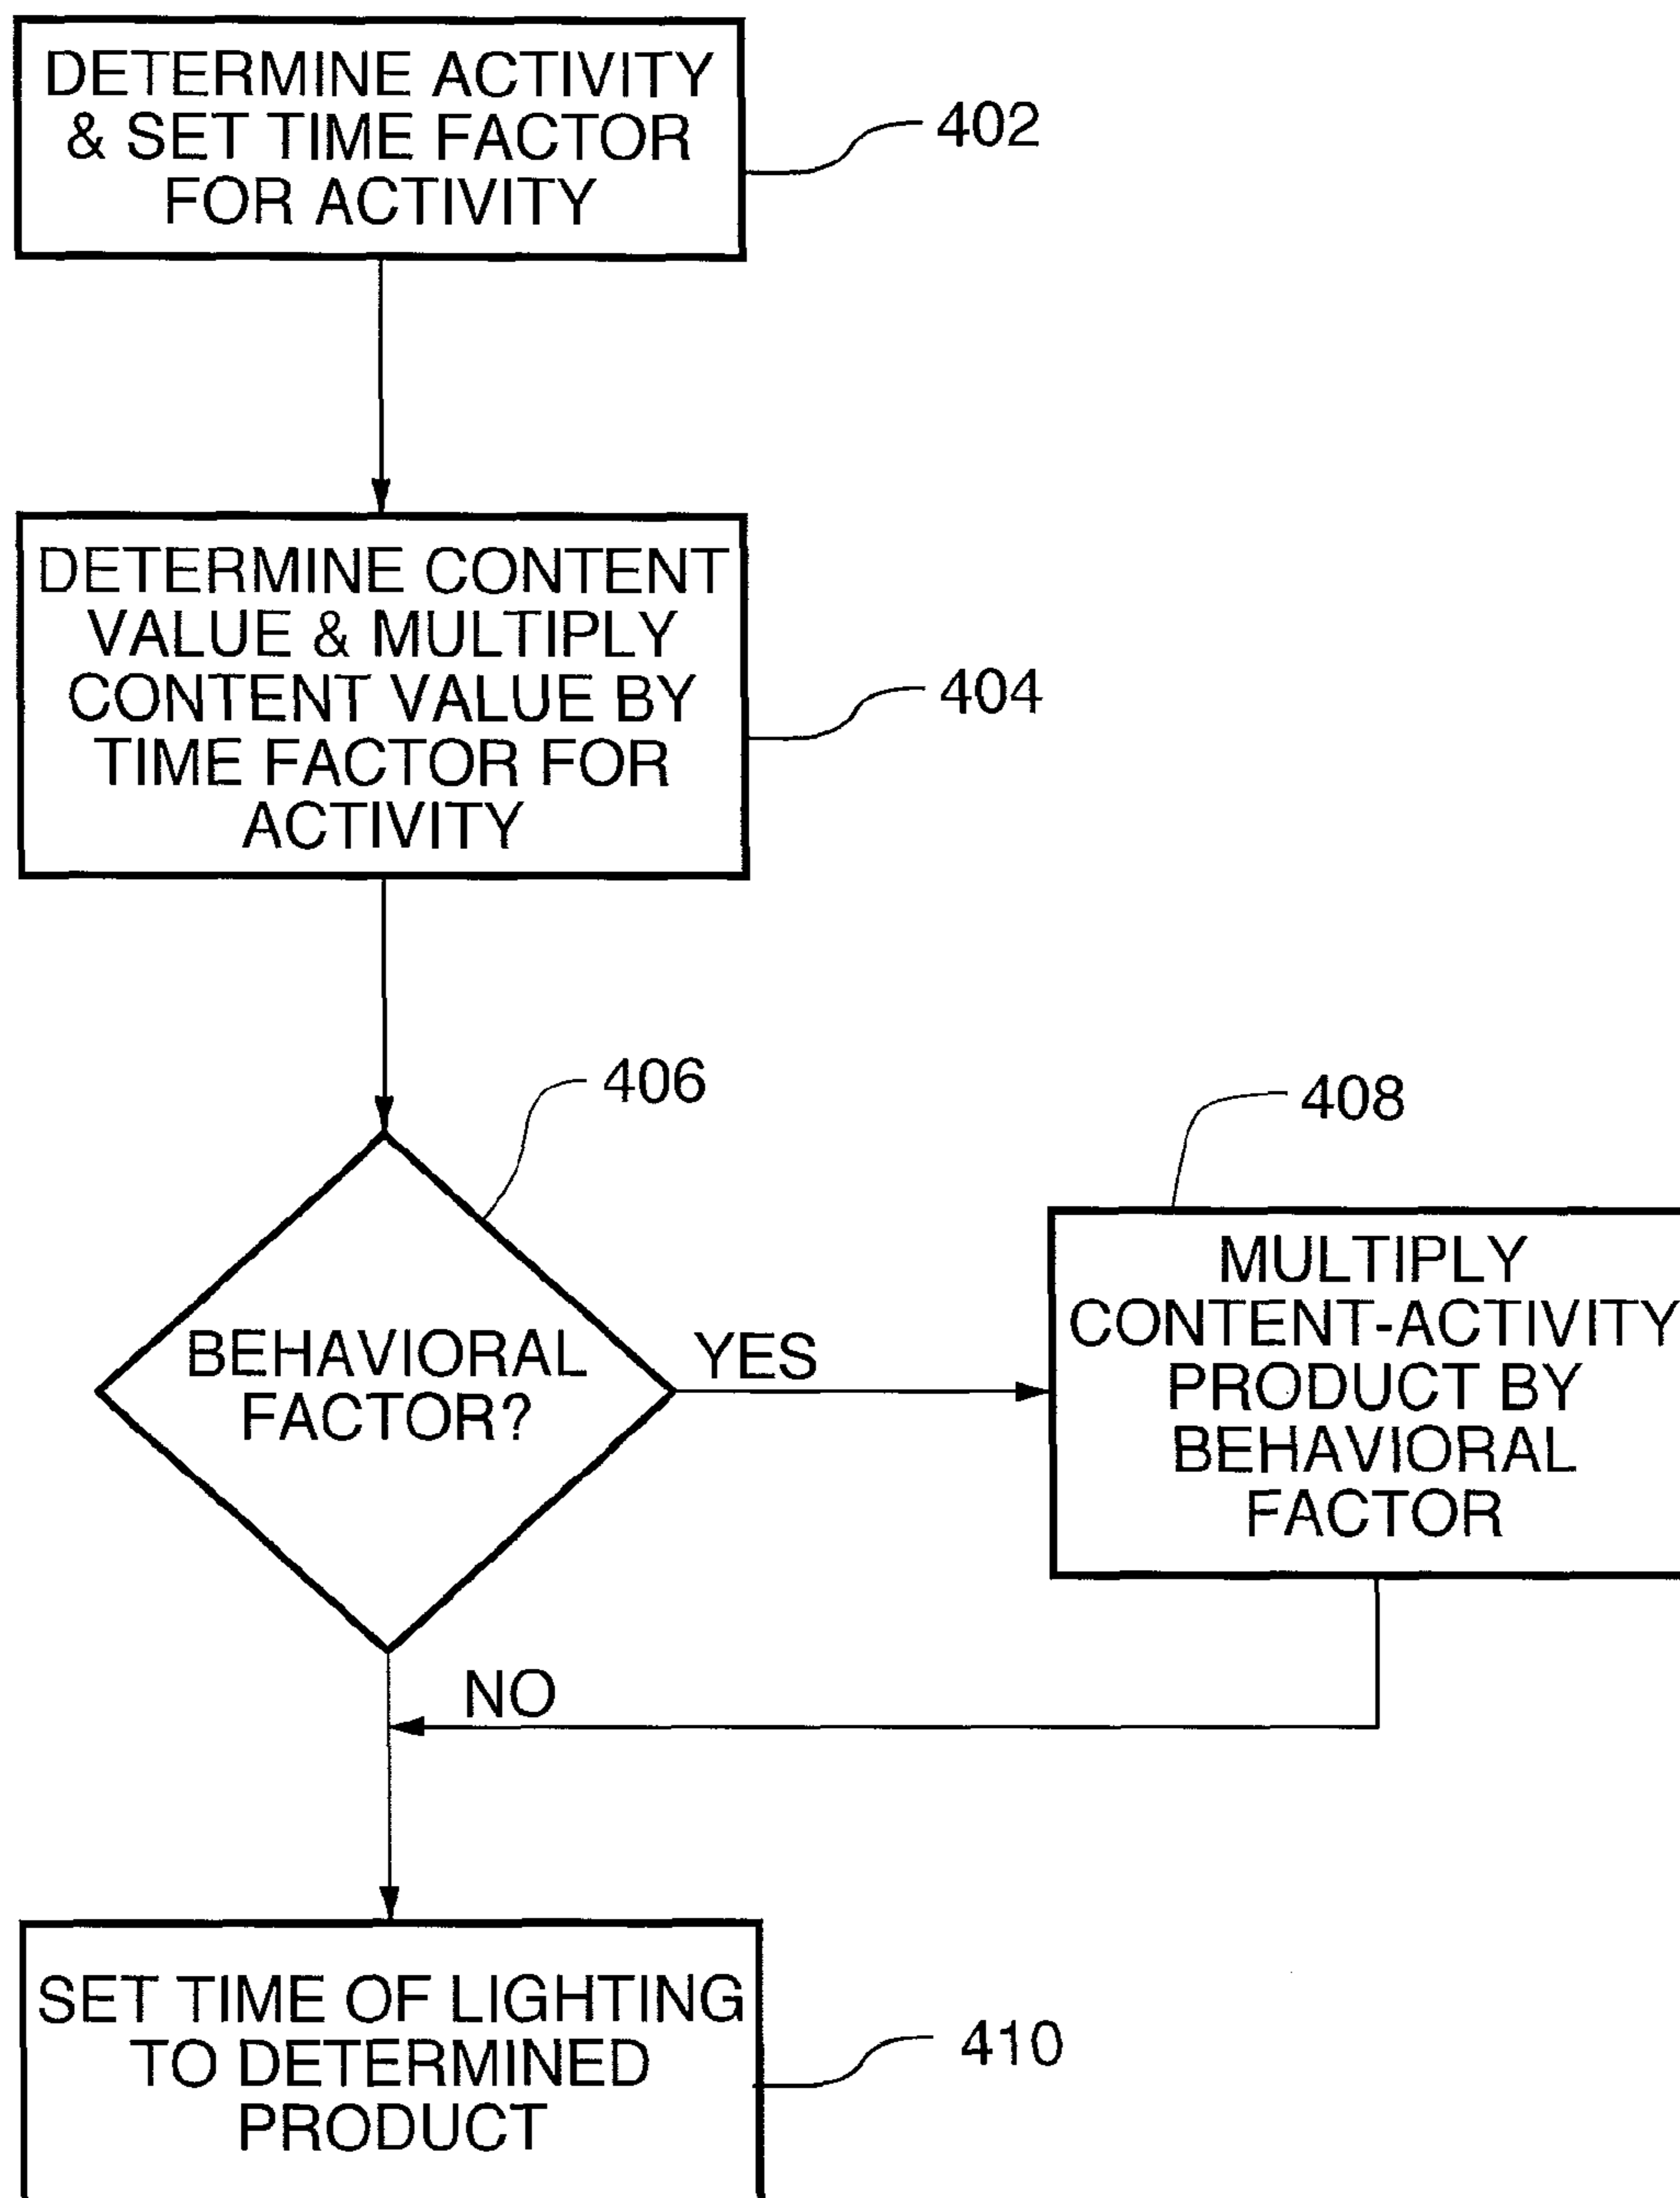 DETERMINE ACTIVITY
& SET TIME FACTOR
FOR ACTIVITY
402
DETERMINE CONTENT
VALUE & MULTIPLY
CONTENT VALUE BY
TIME FACTOR FOR
ACTIVITY
404
406
408
BEHAVIORAL
FACTOR?
YES
MULTIPLY
CONTENT-ACTIVITY
PRODUCT BY
BEHAVIORAL
FACTOR
NO
SET TIME OF LIGHTING
TO DETERMINED
PRODUCT
410